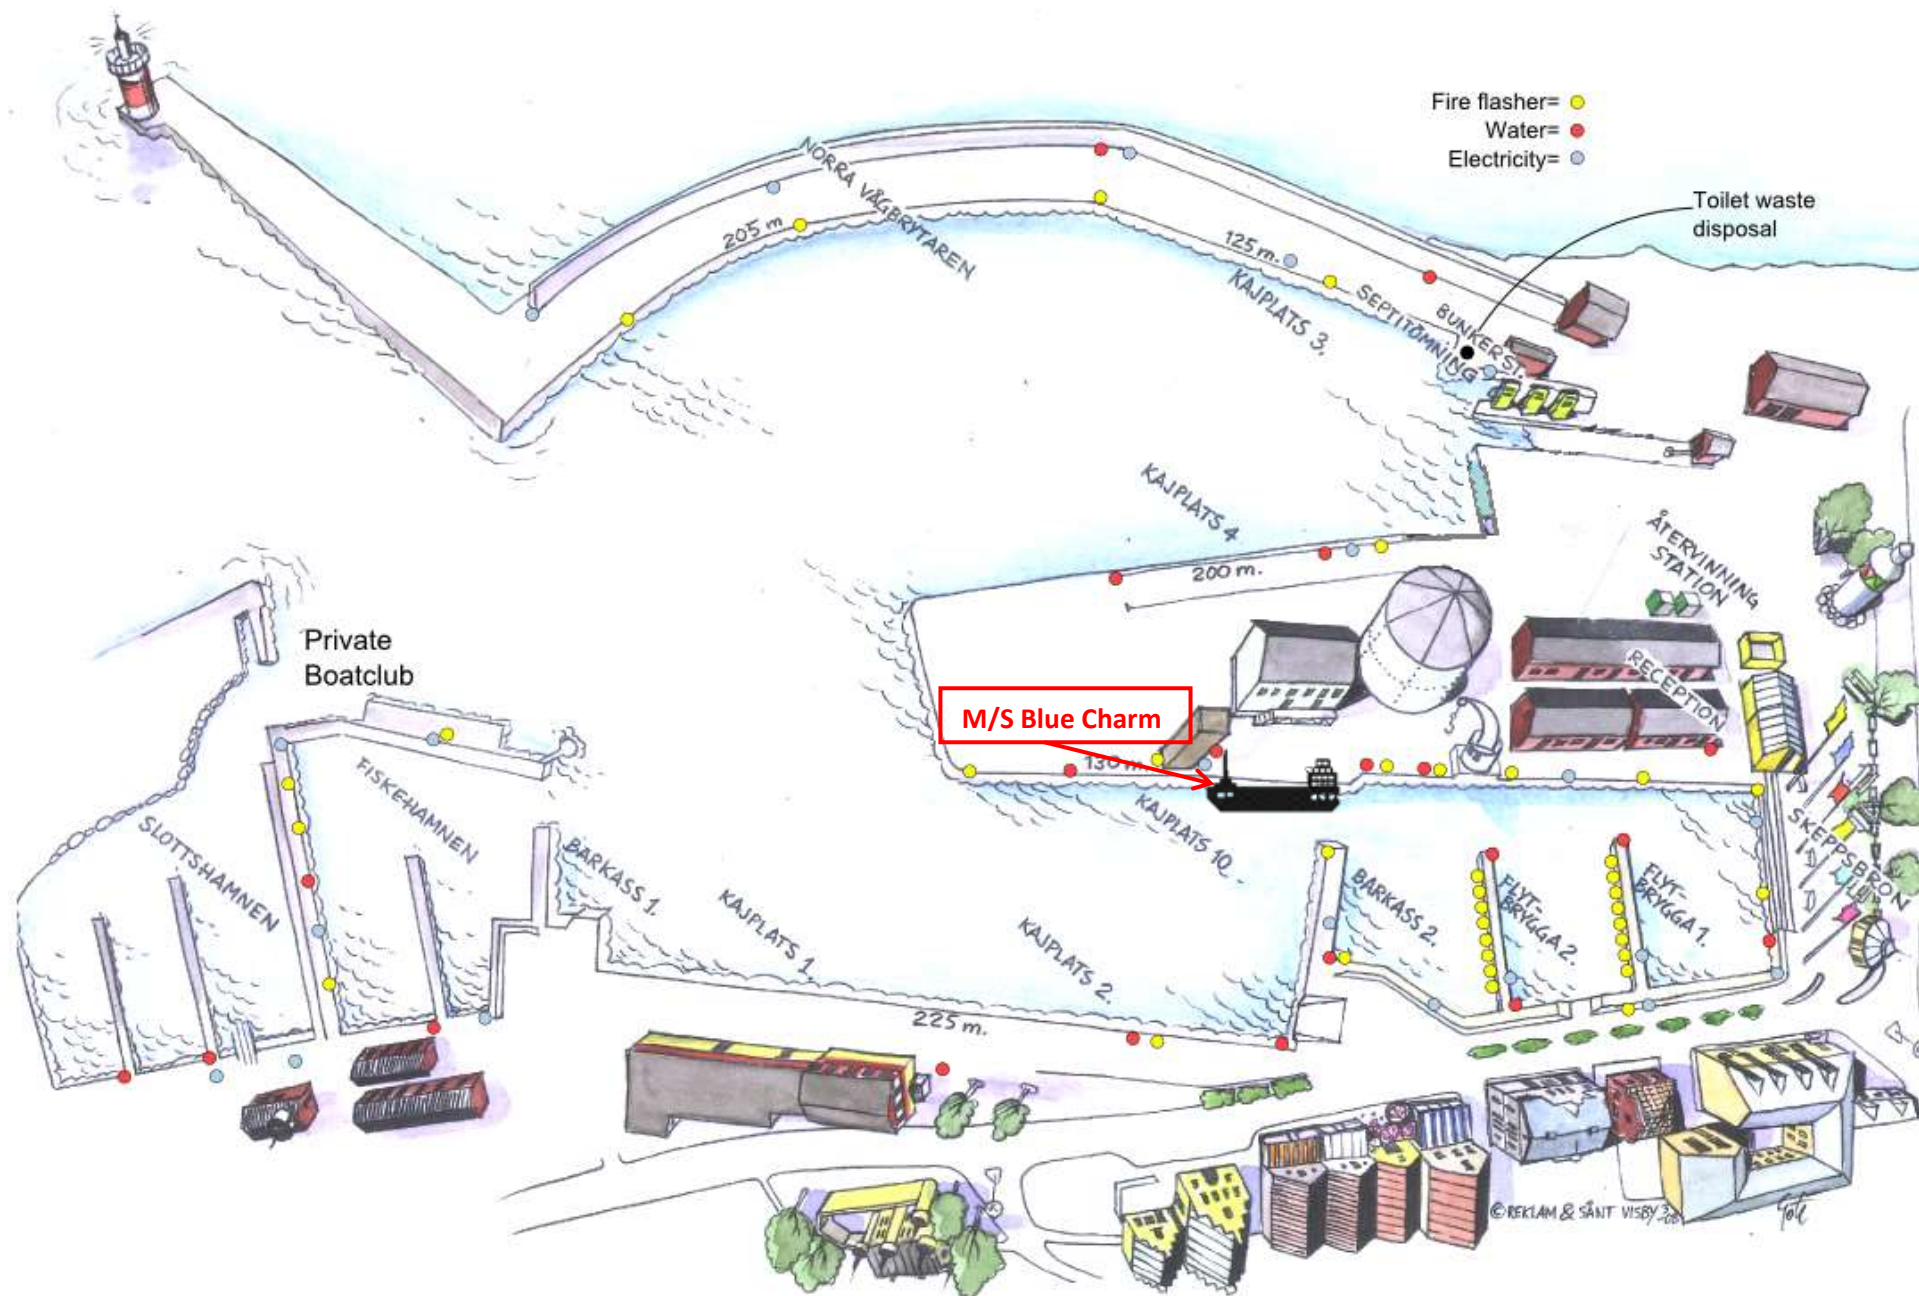 Fire flasher=
Water=
Electricity=
Toilet waste
disposal
NORRA VÅGBRYTAREN
205 m
125 m.
KAJPLATS 3.
SEPTITÖMNING
BUNKERST.
KAJPLATS 4
200 m.
ÅTERVINNING
STATION
RECEPTION
Private
Boatclub
M/S Blue Charm
130 m.
KAJPLATS 10.
FISKEHAMNEN
SLOTTSHAMNEN
BARKASS 1.
KAJPLATS 1.
KAJPLATS 2.
225 m.
BARKASS 2.
FLYT-
BRYGGA 2.
FLYT-
BRYGGA 1.
SKEPPSBRON
© REKLAM & SÅNT VISBY